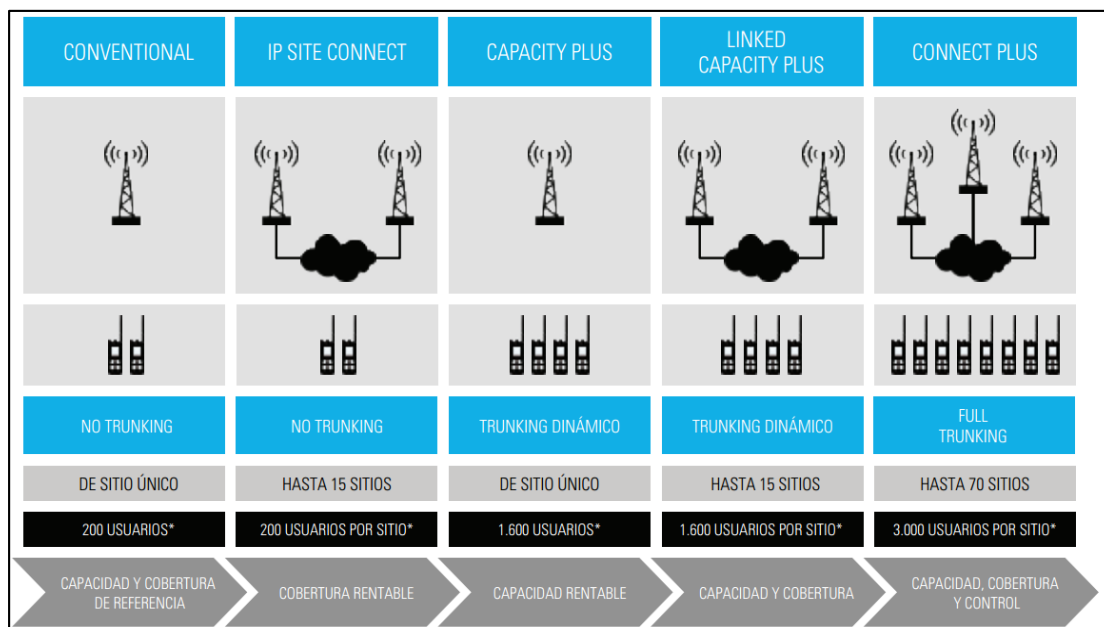 CONVENTIONAL
IP SITE CONNECT
CAPACITY PLUS
LINKED
CAPACITY PLUS
CONNECT PLUS
NO TRUNKING
NO TRUNKING
TRUNKING DINÁMICO
TRUNKING DINÁMICO
FULL
TRUNKING
DE SITIO ÚNICO
HASTA 15 SITIOS
DE SITIO ÚNICO
HASTA 15 SITIOS
HASTA 70 SITIOS
200 USUARIOS*
200 USUARIOS POR SITIO*
1.600 USUARIOS*
1.600 USUARIOS POR SITIO*
3.000 USUARIOS POR SITIO*
CAPACIDAD Y COBERTURA
DE REFERENCIA
COBERTURA RENTABLE
CAPACIDAD RENTABLE
CAPACIDAD Y COBERTURA
CAPACIDAD, COBERTURA
Y CONTROL